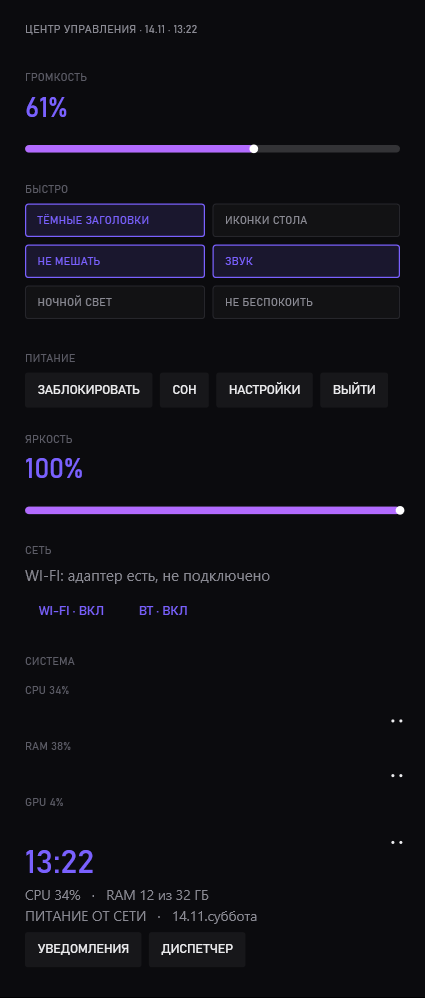 ЦЕНТР УПРАВЛЕНИЯ · 14.11 · 13:22
ГРОМКОСТЬ
61%
БЫСТРО
ТЁМНЫЕ ЗАГОЛОВКИ
ИКОНКИ СТОЛА
НЕ МЕШАТЬ
ЗВУК
НОЧНОЙ СВЕТ
НЕ БЕСПОКОИТЬ
ПИТАНИЕ
ЗАБЛОКИРОВАТЬ
СОН
НАСТРОЙКИ
ВЫЙТИ
ЯРКОСТЬ
100%
СЕТЬ
WI-FI: адаптер есть, не подключено
WI-FI · ВКЛ
BT · ВКЛ
СИСТЕМА
CPU 34%
RAM 38%
GPU 4%
13:22
CPU 34% · RAM 12 из 32 ГБ
ПИТАНИЕ ОТ СЕТИ · 14.11.суббота
УВЕДОМЛЕНИЯ
ДИСПЕТЧЕР